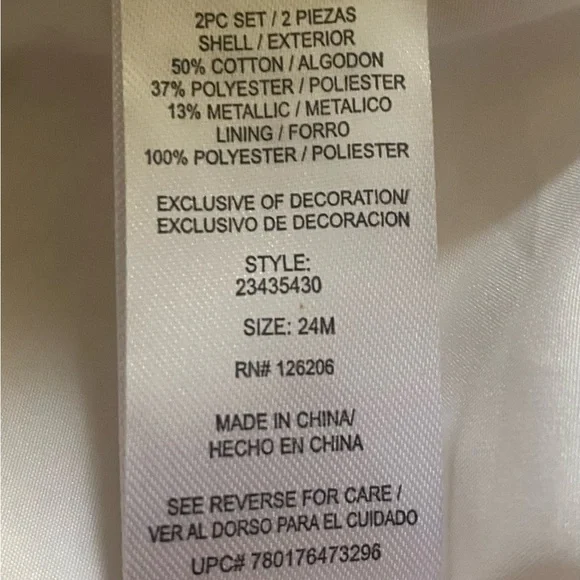 2PC SET / 2 PIEZAS
SHELL / EXTERIOR
50% COTTON / ALGODON
37% POLYESTER / POLIESTER
13% METALLIC / METALICO
LINING / FORRO
100% POLYESTER / POLIESTER
EXCLUSIVE OF DECORATION/
EXCLUSIVO DE DECORACION
STYLE:
23435430
SIZE: 24M
RN# 126206
MADE IN CHINA/
HECHO EN CHINA
SEE REVERSE FOR CARE /
VER AL DORSO PARA EL CUIDADO
UPC# 780176473296